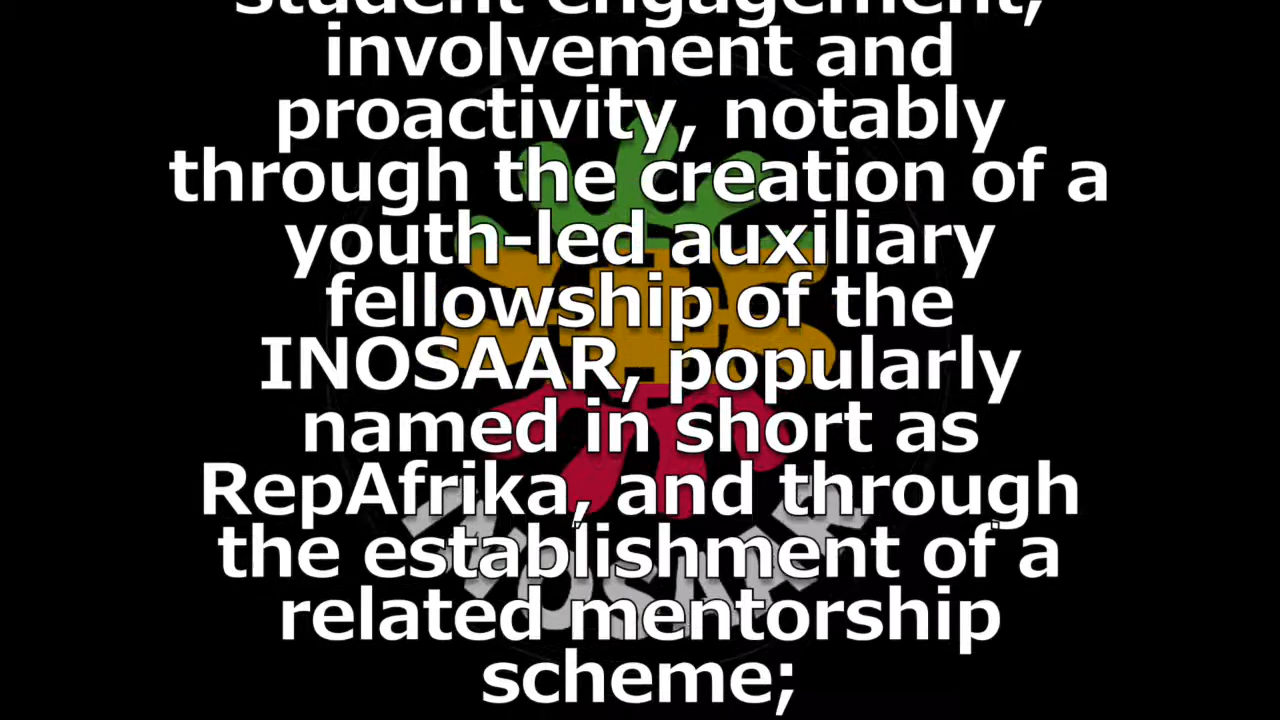 student engagement,
involvement and
proactivity, notably
through the creation of a
youth-led auxiliary
fellowship of the
INOSAAR, popularly
named in short as
RepAfrika, and through
the establishment of a
related mentorship
scheme;
INOSAAR